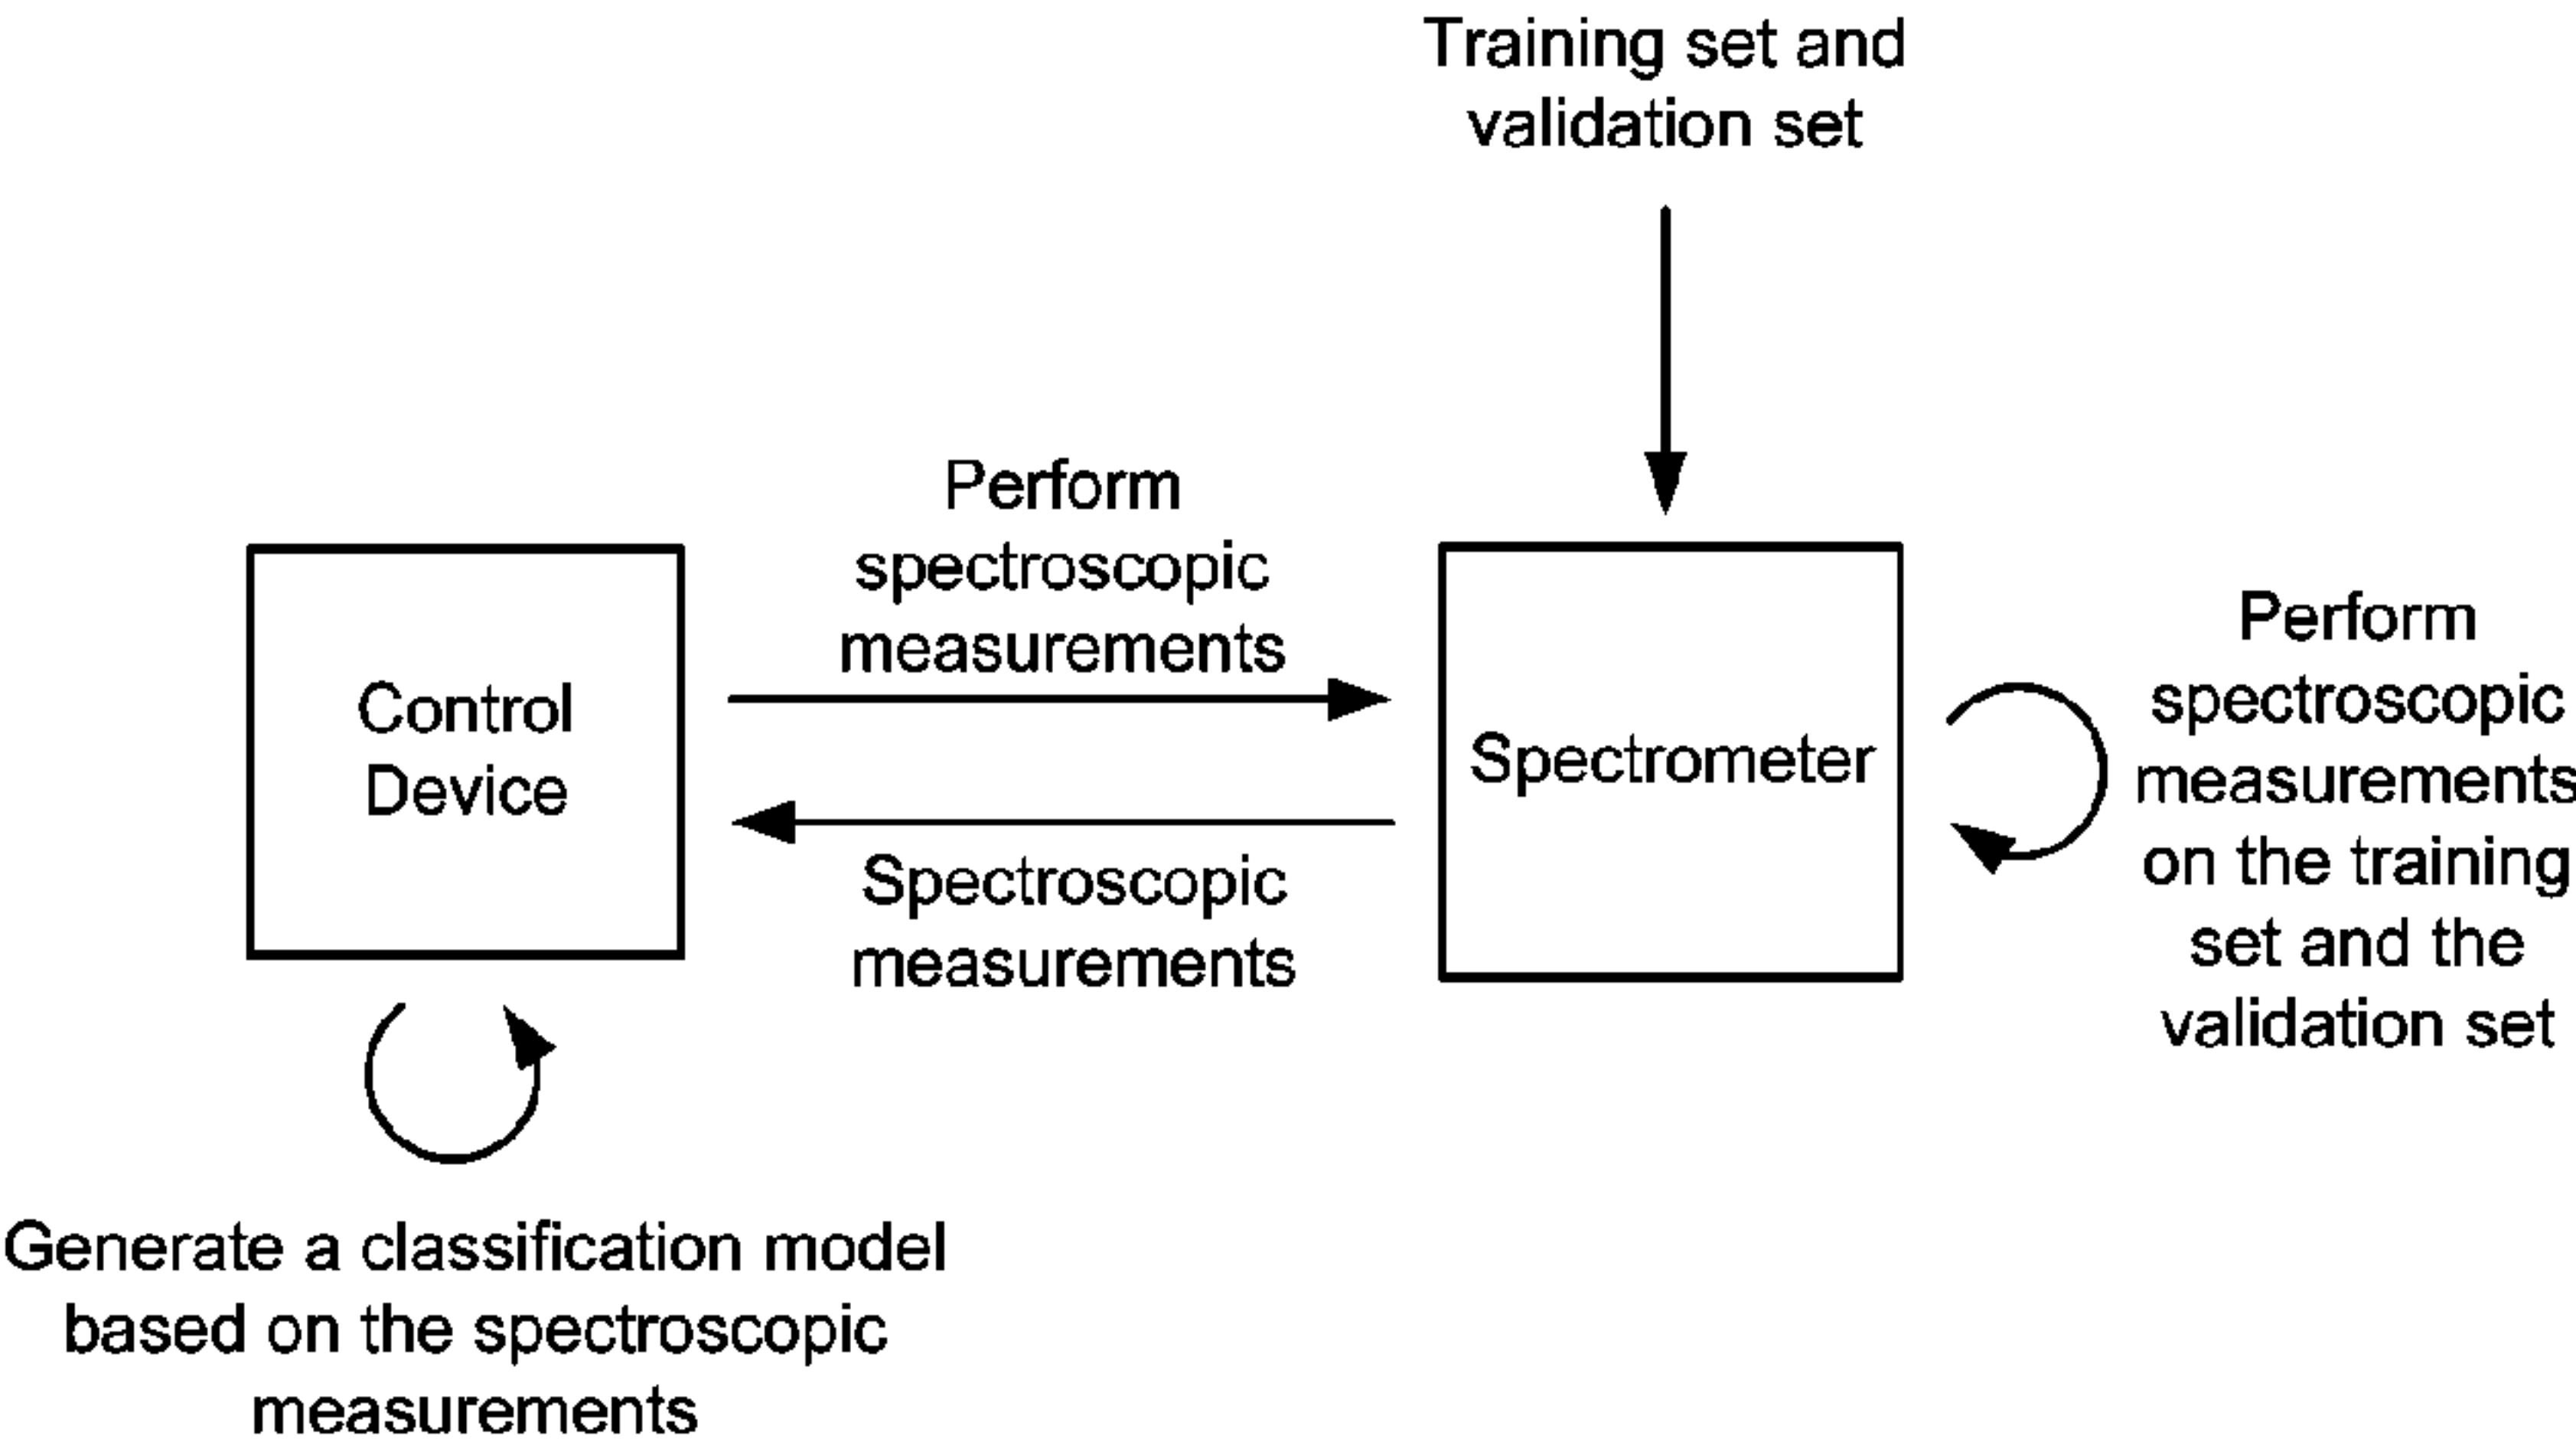 Training set and
validation set
Perform
spectroscopic
measurements
Control
Device
Spectrometer
Spectroscopic
measurements
Perform
spectroscopic
measurements
on the training
set and the
validation set
Generate a classification model
based on the spectroscopic
measurements